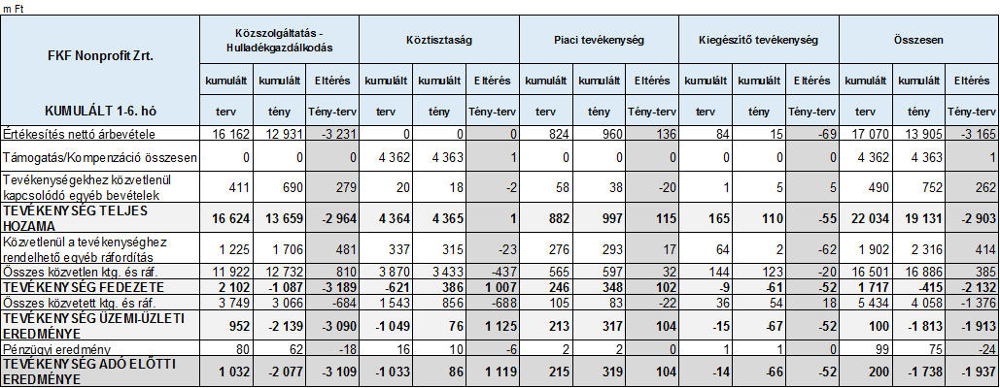 m Ft
FKF Nonprofit Zrt. Közszolgáltatás - Hulladékgazdálkodás Köztisztaság Piaci tevékenység Kiegészítő tevékenység Összesen
kumulált kumulált Eltérés kumulált kumulált Eltérés kumulált kumulált Eltérés kumulált kumulált Eltérés kumulált kumulált Eltérés
KUMULÁLT 1-6. hó terv tény Tény-terv terv tény Tény-terv terv tény Tény-terv terv tény Tény-terv terv tény Tény-terv
Értékesítés nettó árbevétele 16 162 12 931 -3 231 0 0 0 824 960 136 84 15 -69 17 070 13 905 -3 165
Támogatás/Kompenzáció összesen 0 0 0 4 362 4 363 1 0 0 0 0 0 0 4 362 4 363 1
Tevékenységekhez közvetlenül kapcsolódó egyéb bevételek 411 690 279 20 18 -2 58 38 -20 1 5 5 490 752 262
TEVÉKENYSÉG TELJES HOZAMA 16 624 13 659 -2 964 4 364 4 365 1 882 997 115 165 110 -55 22 034 19 131 -2 903
Közvetlenül a tevékenységhez rendelhető egyéb ráfordítás 1 225 1 706 481 337 315 -23 276 293 17 64 2 -62 1 902 2 316 414
Összes közvetlen ktg. és ráf. 11 922 12 732 810 3 870 3 433 -437 565 597 32 144 123 -20 16 501 16 886 385
TEVÉKENYSÉG FEDEZETE 2 102 -1 087 -3 189 -621 386 1 007 246 348 102 -9 -61 -52 1 717 -415 -2 132
Összes közvetett ktg. és ráf. 3 749 3 066 -684 1 543 856 -688 105 83 -22 36 54 18 5 434 4 058 -1 376
TEVÉKENYSÉG ÜZEMI-ÜZLETI EREDMÉNYE 952 -2 139 -3 090 -1 049 76 1 125 213 317 104 -15 -67 -52 100 -1 813 -1 913
Pénzügyi eredmény 80 62 -18 16 10 -6 2 2 0 1 1 0 99 75 -24
TEVÉKENYSÉG ADÓ ELŐTTI EREDMÉNYE 1 032 -2 077 -3 109 -1 033 86 1 119 215 319 104 -14 -66 -52 200 -1 738 -1 937